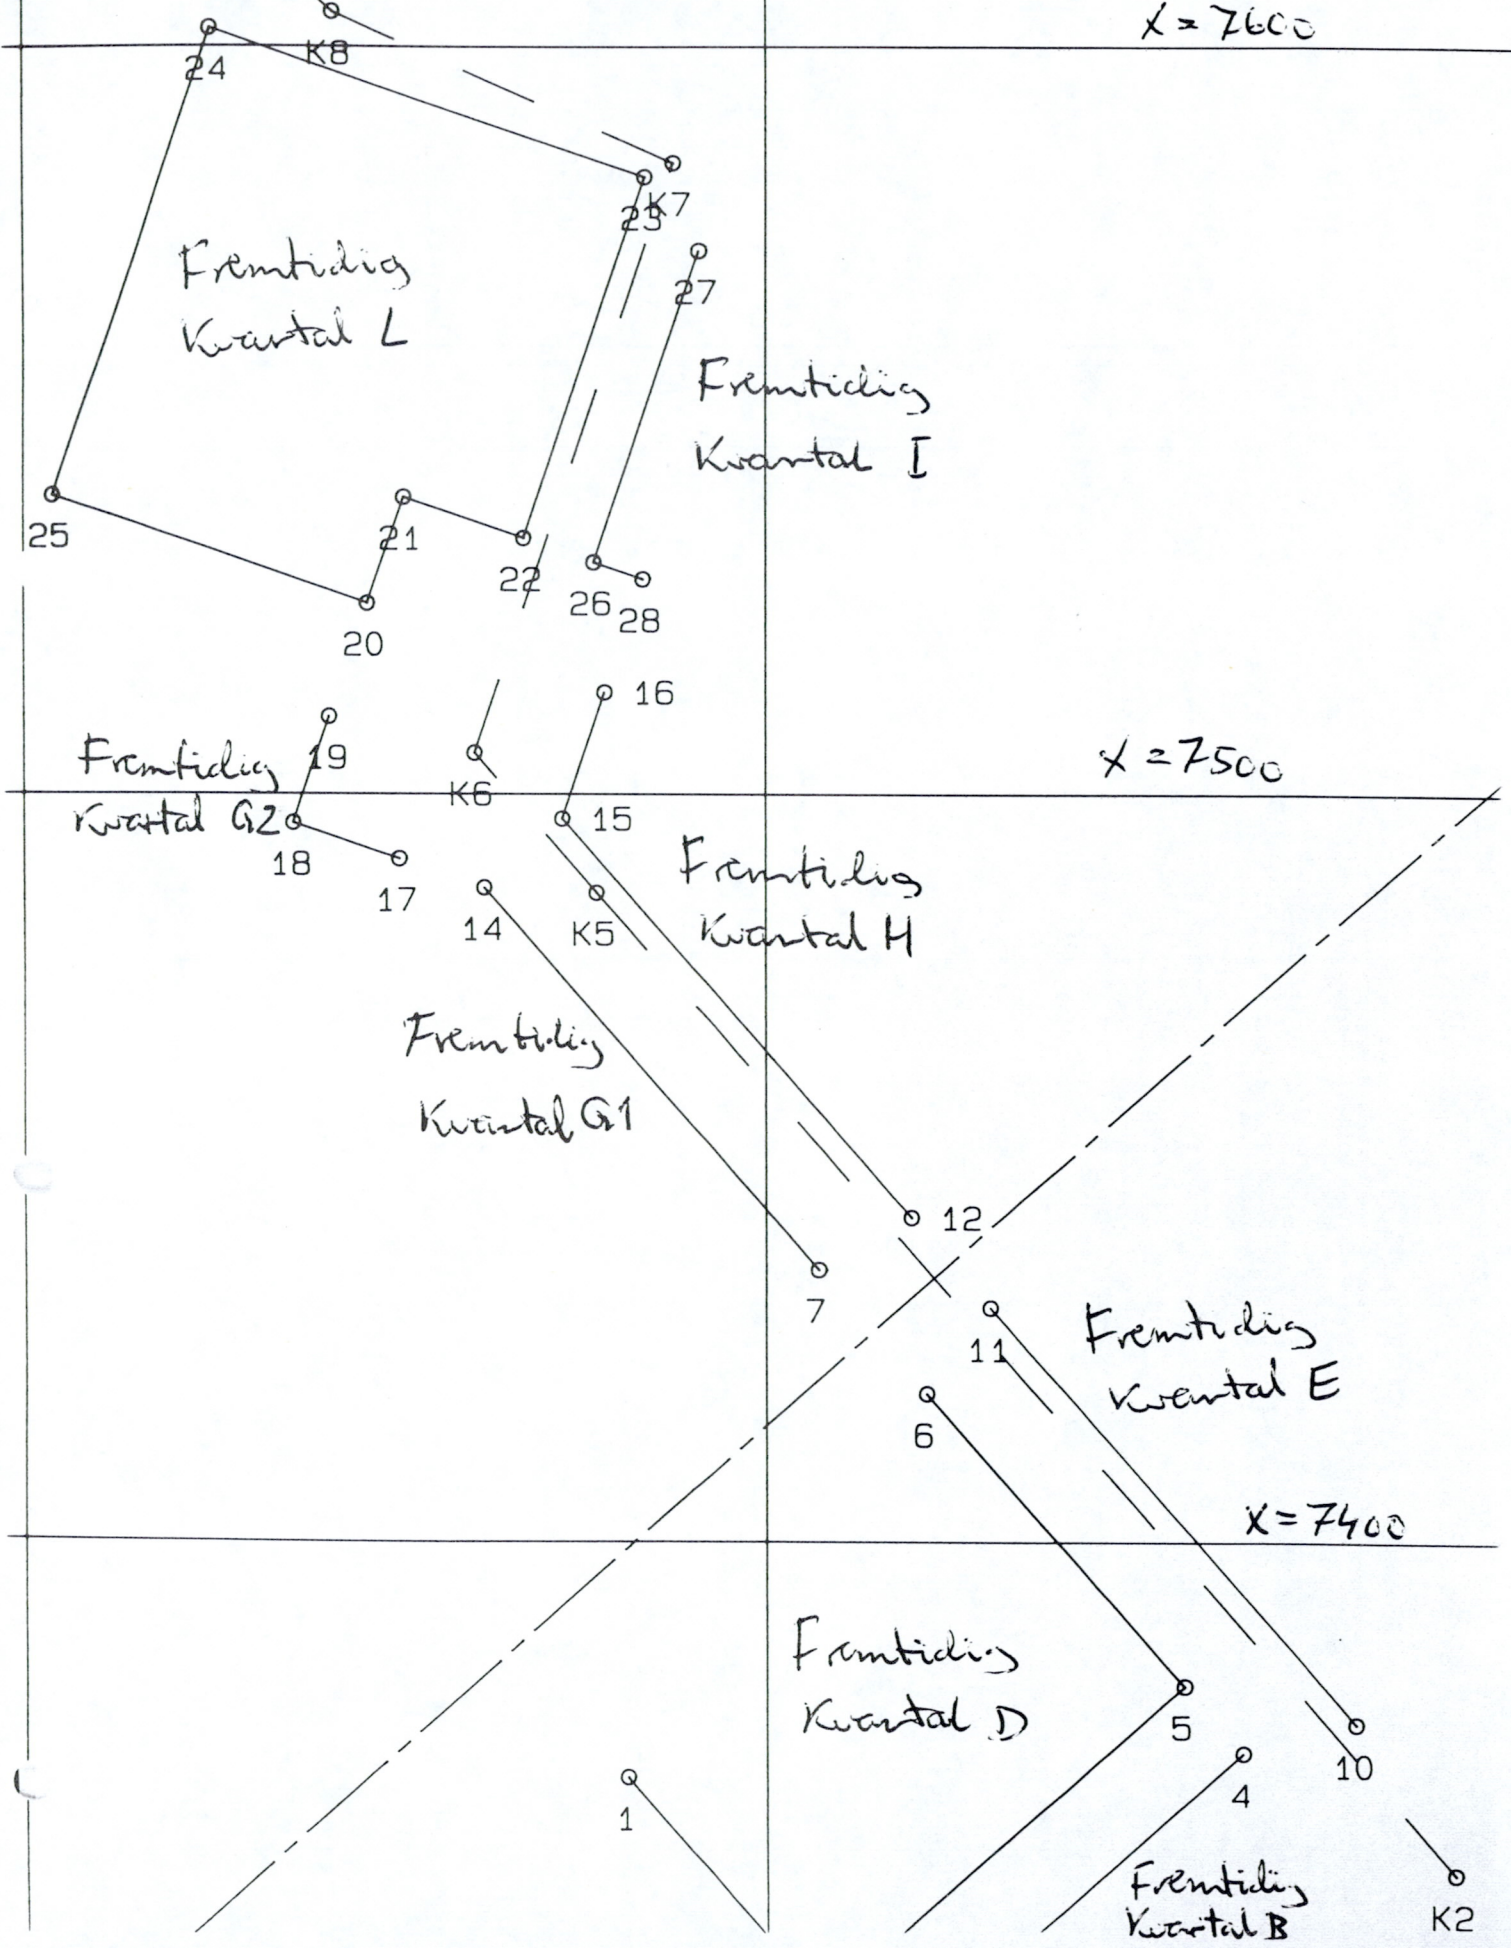 X = 7600
K8
24
K7
23
Fremtidig
Kvartal L
27
Fremtidig
Kvartal I
25
21
22
26
28
20
16
19
Fremtidig
Kvartal G2
X = 7500
K6
15
18
17
14
K5
Fremtidig
Kvartal H
Fremtidig
Kvartal G1
12
7
11
Fremtidig
Kvartal E
6
X = 7400
Fremtidig
Kvartal D
5
10
4
1
Fremtidig
Kvartal B
K2